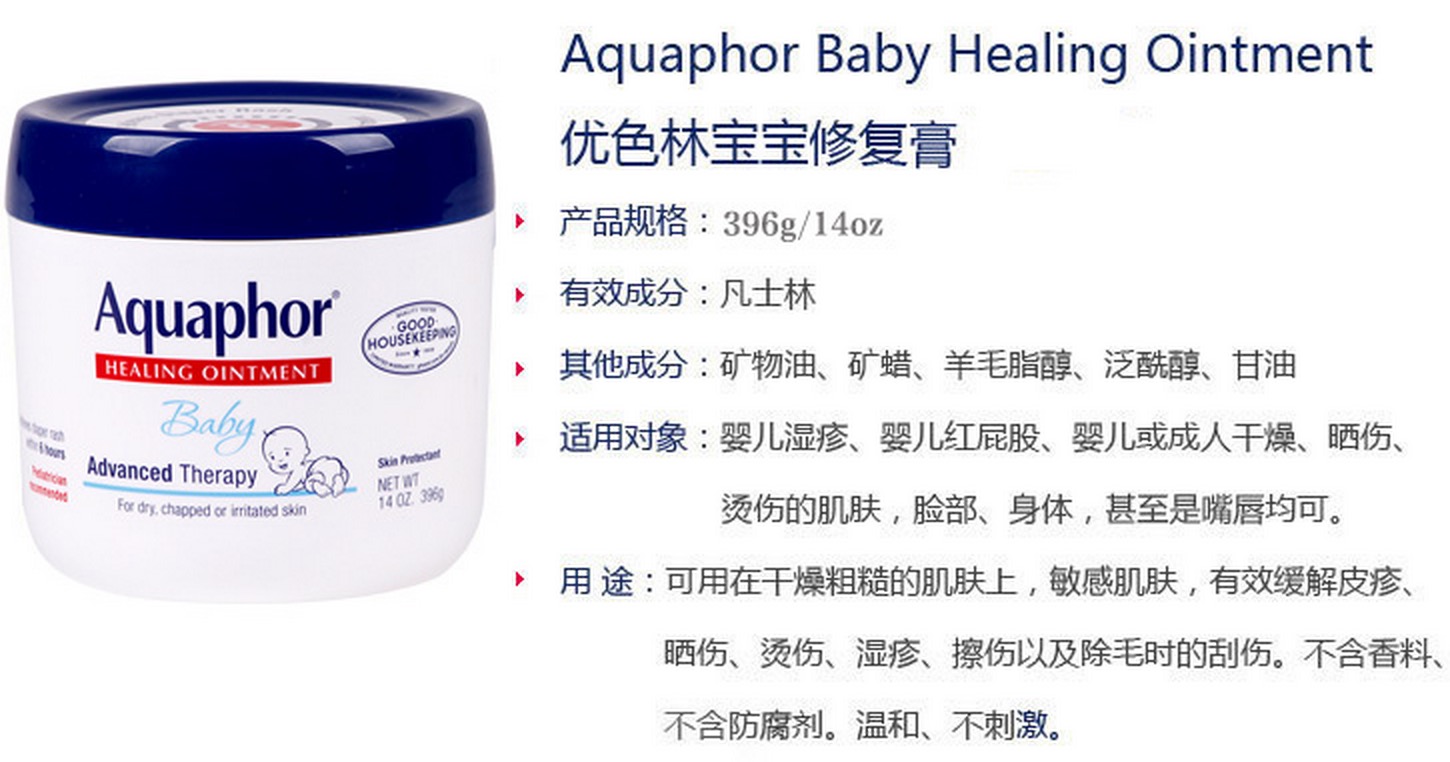 Aquaphor Baby Healing Ointment
优色林宝宝修复膏
产品规格：396g/14oz
有效成分：凡士林
其他成分：矿物油、矿蜡、羊毛脂醇、泛酰醇、甘油
适用对象：婴儿湿疹、婴儿红屁股、婴儿或成人干燥、晒伤、
烫伤的肌肤，脸部、身体，甚至是嘴唇均可。
用 途：可用在干燥粗糙的肌肤上，敏感肌肤，有效缓解皮疹、
晒伤、烫伤、湿疹、擦伤以及除毛时的刮伤。不含香料、
不含防腐剂。温和、不刺激。
Aquaphor®
HEALING OINTMENT
GOOD
HOUSEKEEPING
Baby
diaper rash
6 hours
Pediatrician
recommended
Advanced Therapy
For dry, chapped or irritated skin
Skin Protectant
NET WT
14 OZ. 396g